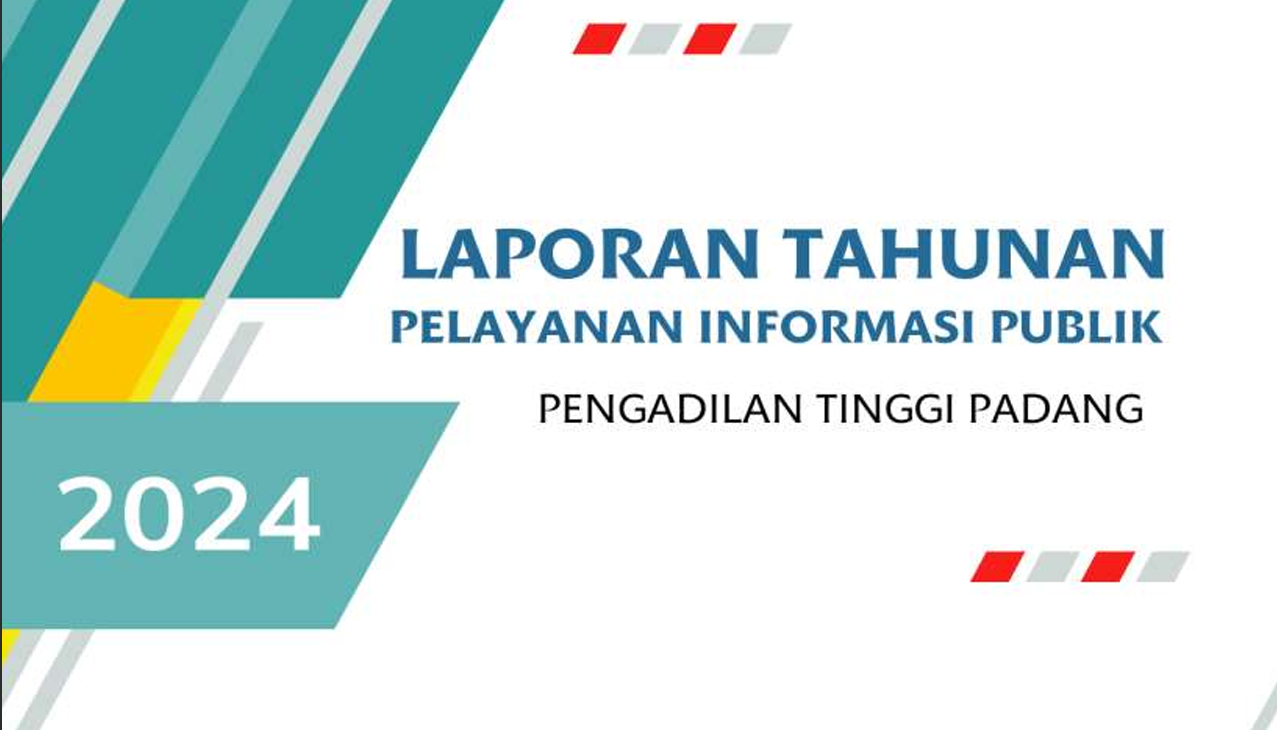 LAPORAN TAHUNAN
PELAYANAN INFORMASI PUBLIK
PENGADILAN TINGGI PADANG
2024